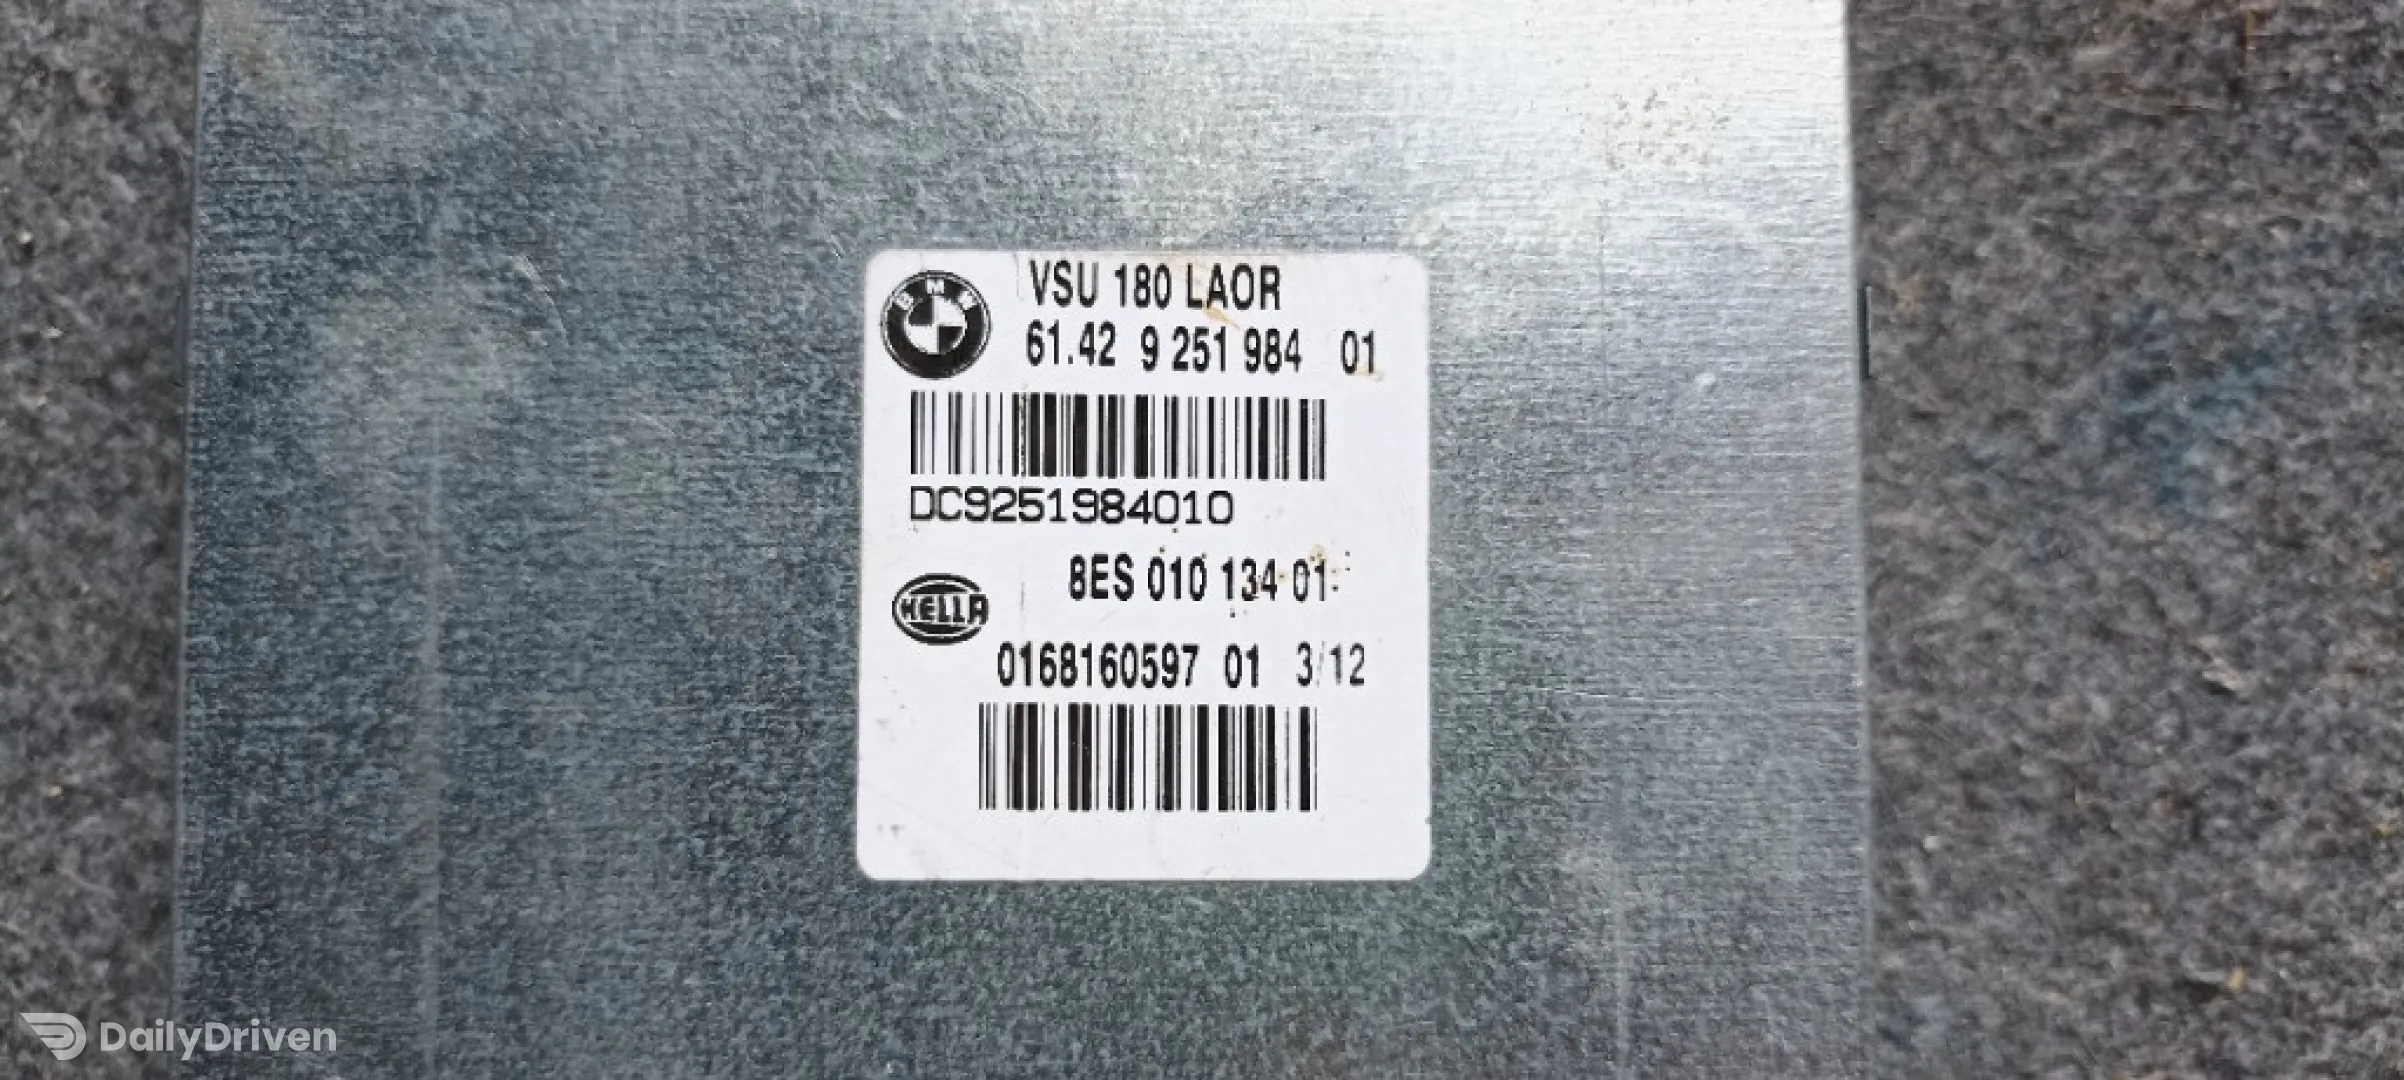 BMW
VSU 180 LAOR
61.42 9 251 984 01
DC9251984010
8ES 010 134 01
HELLA
0168160597 01 3/12
DailyDriven